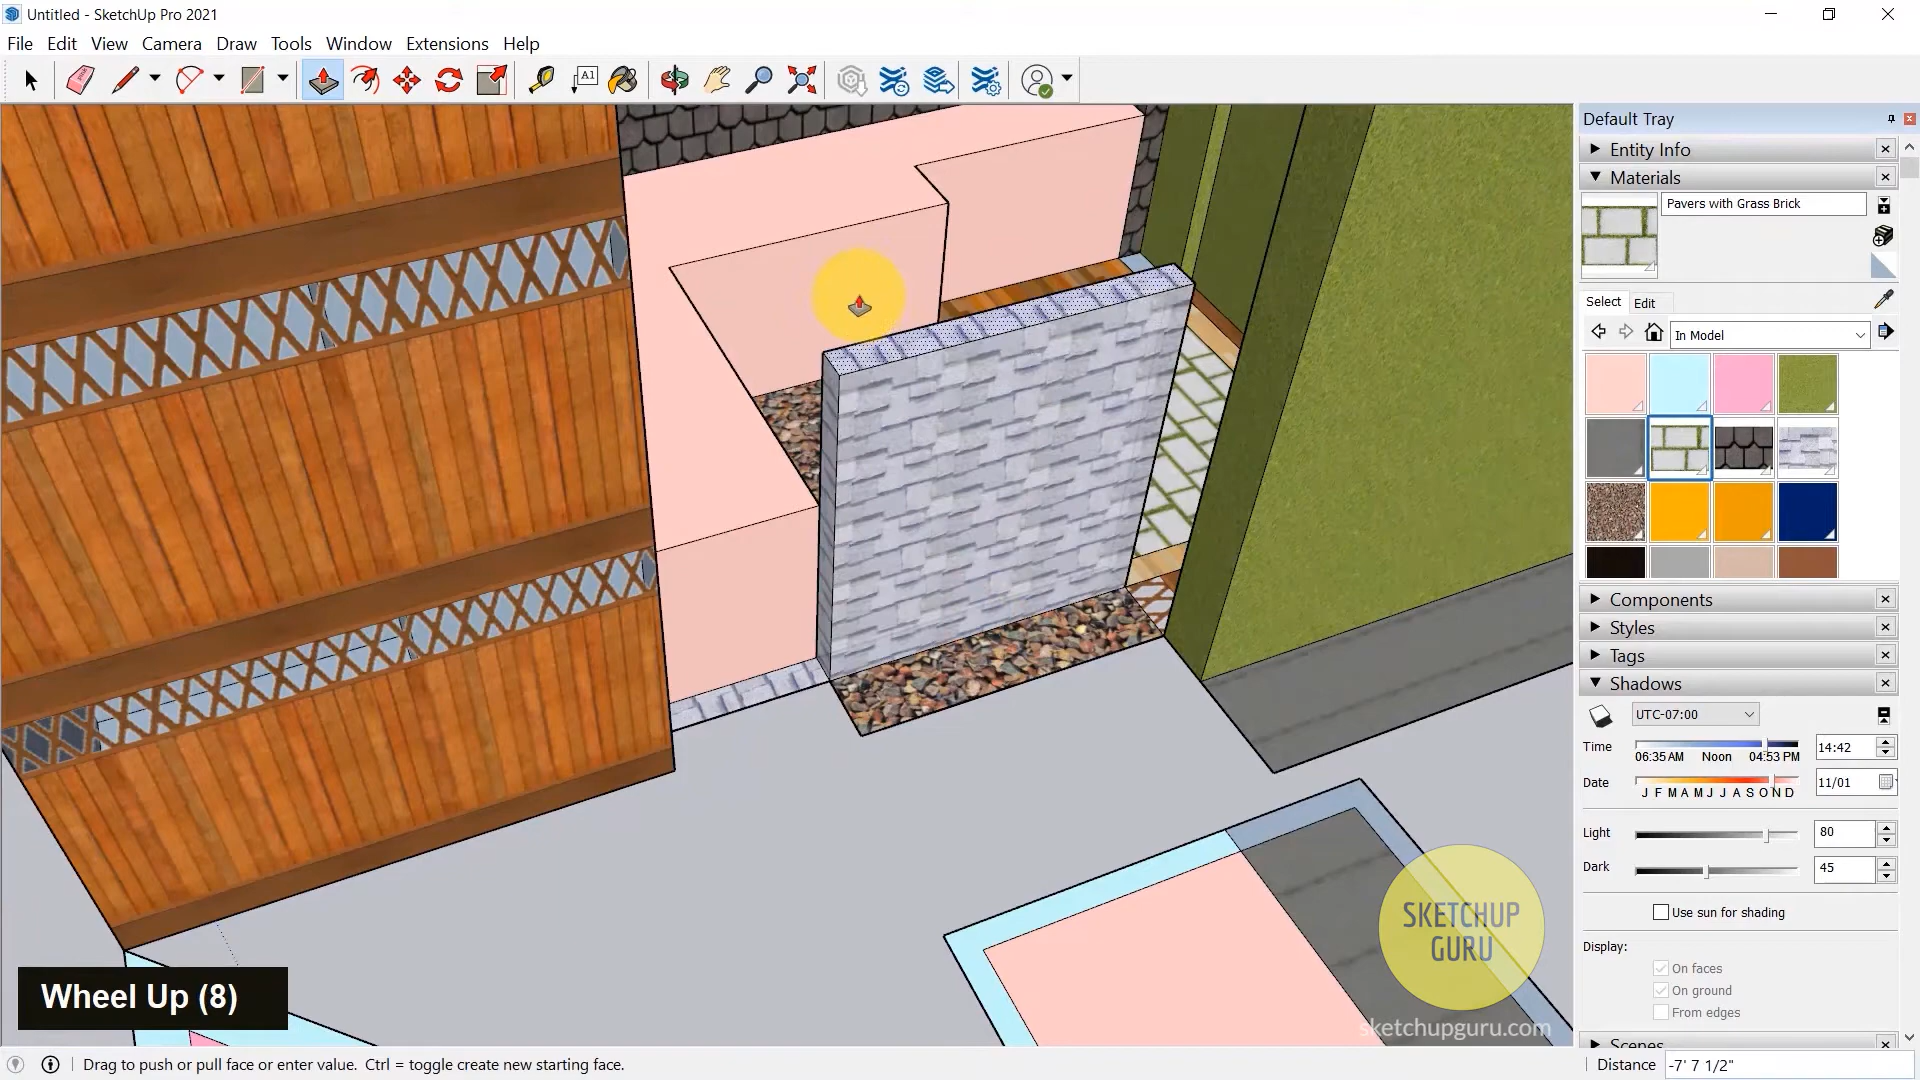 Untitled - SketchUp Pro 2021
File Edit View Camera Draw Tools Window Extensions Help
A1
Default Tray
Entity Info
Materials
Pavers with Grass Brick
Select Edit
In Model
Components
Styles
Tags
Shadows
UTC-07:00
Time 06:35 AM Noon 04:53 PM 14:42
Date J F M A M J J A S O N D 11/01
Light 80
Dark 45
Use sun for shading
Display:
On faces
On ground
From edges
Scenes
SKETCHUP
GURU
sketchupguru.com
Wheel Up (8)
Drag to push or pull face or enter value. Ctrl = toggle create new starting face.
Distance -7' 7 1/2"